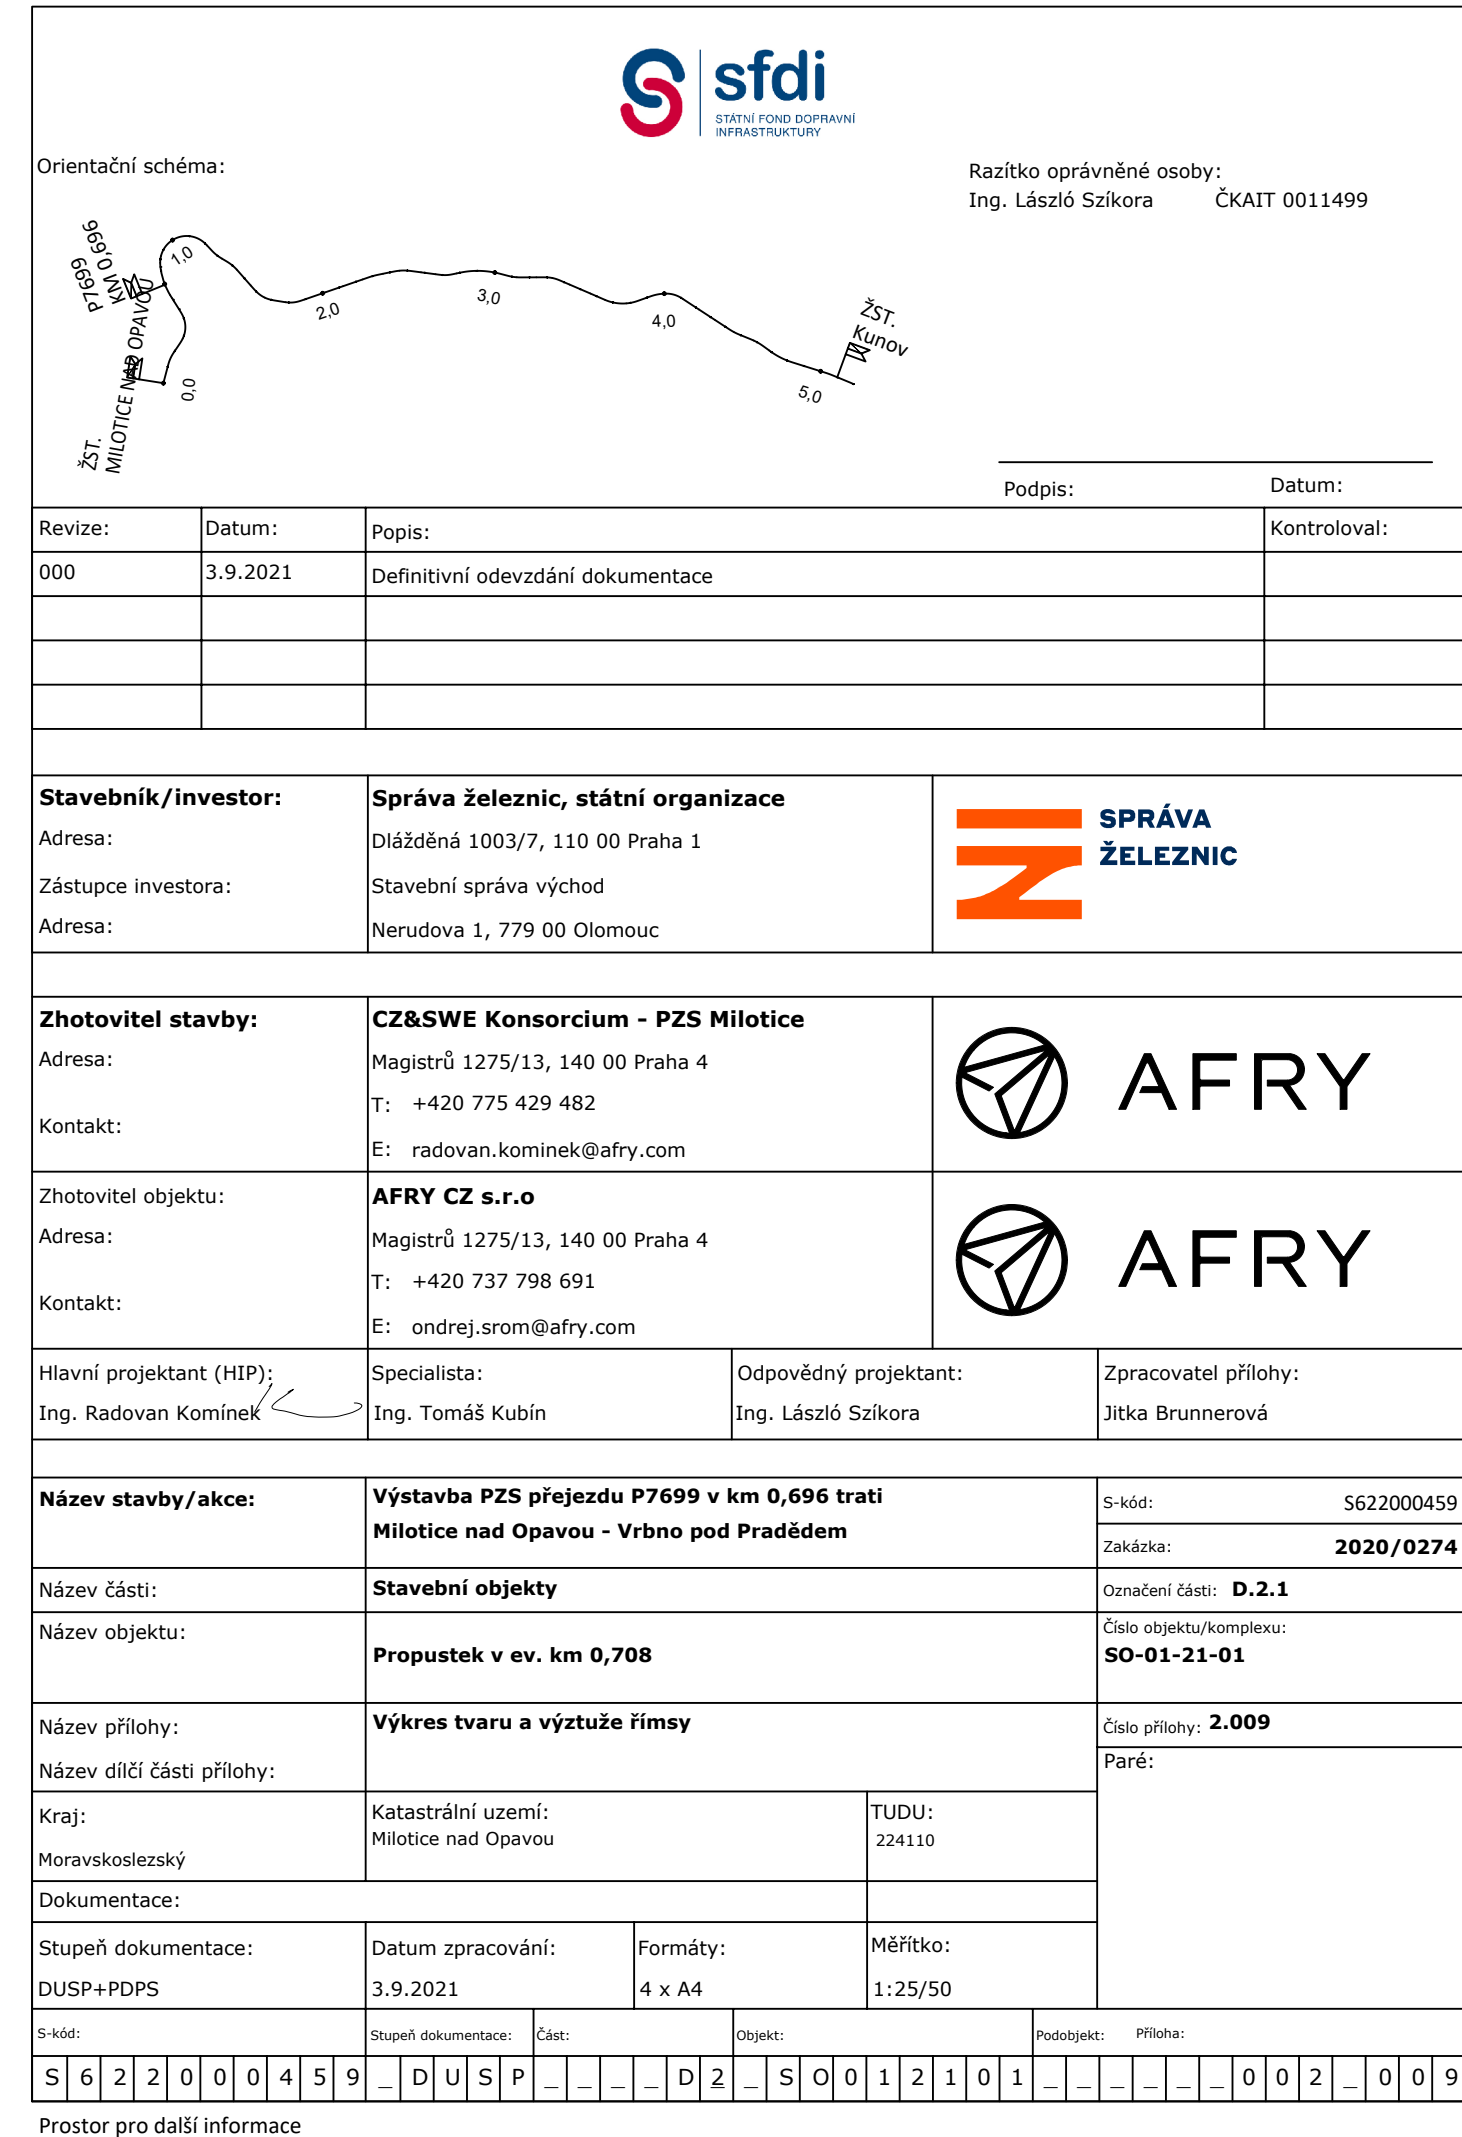 sfdi
STÁTNÍ FOND DOPRAVNÍ
INFRASTRUKTURY
Orientační schéma:
Razítko oprávněné osoby:
Ing. László Szíkora ČKAIT 0011499
P7699
KM 0,696
ŽST.
MILOTICE NAD OPAVOU
0,0
1,0
2,0
3,0
4,0
5,0
ŽST.
Kunov
Podpis: Datum:
Revize: Datum: Popis: Kontroloval:
000 3.9.2021 Definitivní odevzdání dokumentace
Stavebník/investor: Správa železnic, státní organizace
Adresa: Dlážděná 1003/7, 110 00 Praha 1
Zástupce investora: Stavební správa východ
Adresa: Nerudova 1, 779 00 Olomouc
SPRÁVA
ŽELEZNIC
Zhotovitel stavby: CZ&SWE Konsorcium - PZS Milotice
Adresa: Magistrů 1275/13, 140 00 Praha 4
Kontakt: T: +420 775 429 482
E: radovan.kominek@afry.com
AFRY
Zhotovitel objektu: AFRY CZ s.r.o
Adresa: Magistrů 1275/13, 140 00 Praha 4
Kontakt: T: +420 737 798 691
E: ondrej.srom@afry.com
AFRY
Hlavní projektant (HIP): Specialista: Odpovědný projektant: Zpracovatel přílohy:
Ing. Radovan Komínek Ing. Tomáš Kubín Ing. László Szíkora Jitka Brunnerová
Název stavby/akce: Výstavba PZS přejezdu P7699 v km 0,696 trati
Milotice nad Opavou - Vrbno pod Pradědem
S-kód: S622000459
Zakázka: 2020/0274
Název části: Stavební objekty Označení části: D.2.1
Název objektu: Propustek v ev. km 0,708
Číslo objektu/komplexu:
SO-01-21-01
Název přílohy: Výkres tvaru a výztuže římsy Číslo přílohy: 2.009
Název dílčí části přílohy: Paré:
Kraj: Katastrální uzemí: TUDU:
Moravskoslezský Milotice nad Opavou 224110
Dokumentace:
Stupeň dokumentace: Datum zpracování: Formáty: Měřítko:
DUSP+PDPS 3.9.2021 4 x A4 1:25/50
S-kód: Stupeň dokumentace: Část: Objekt: Podobjekt: Příloha:
S 6 2 2 0 0 0 4 5 9 _ D U S P _ _ _ _ D 2 _ S O 0 1 2 1 0 1 _ _ _ _ _ _ 0 0 2 _ 0 0 9
Prostor pro další informace